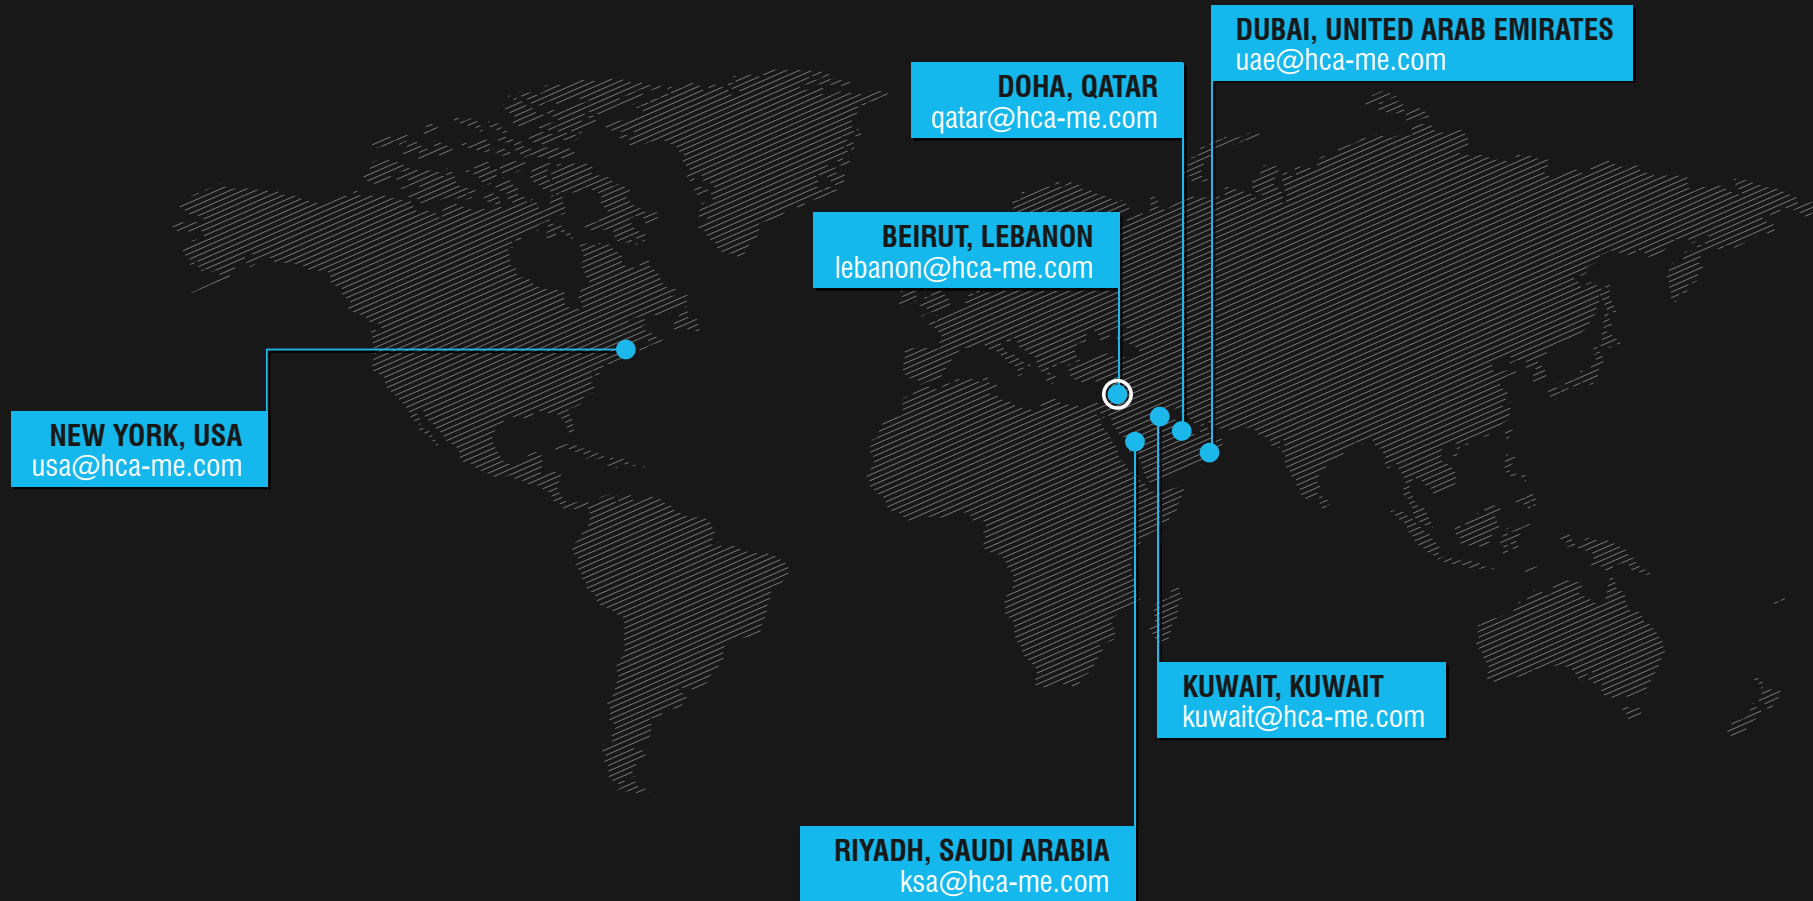 DUBAI, UNITED ARAB EMIRATES
uae@hca-me.com
DOHA, QATAR
qatar@hca-me.com
BEIRUT, LEBANON
lebanon@hca-me.com
NEW YORK, USA
usa@hca-me.com
KUWAIT, KUWAIT
kuwait@hca-me.com
RIYADH, SAUDI ARABIA
ksa@hca-me.com